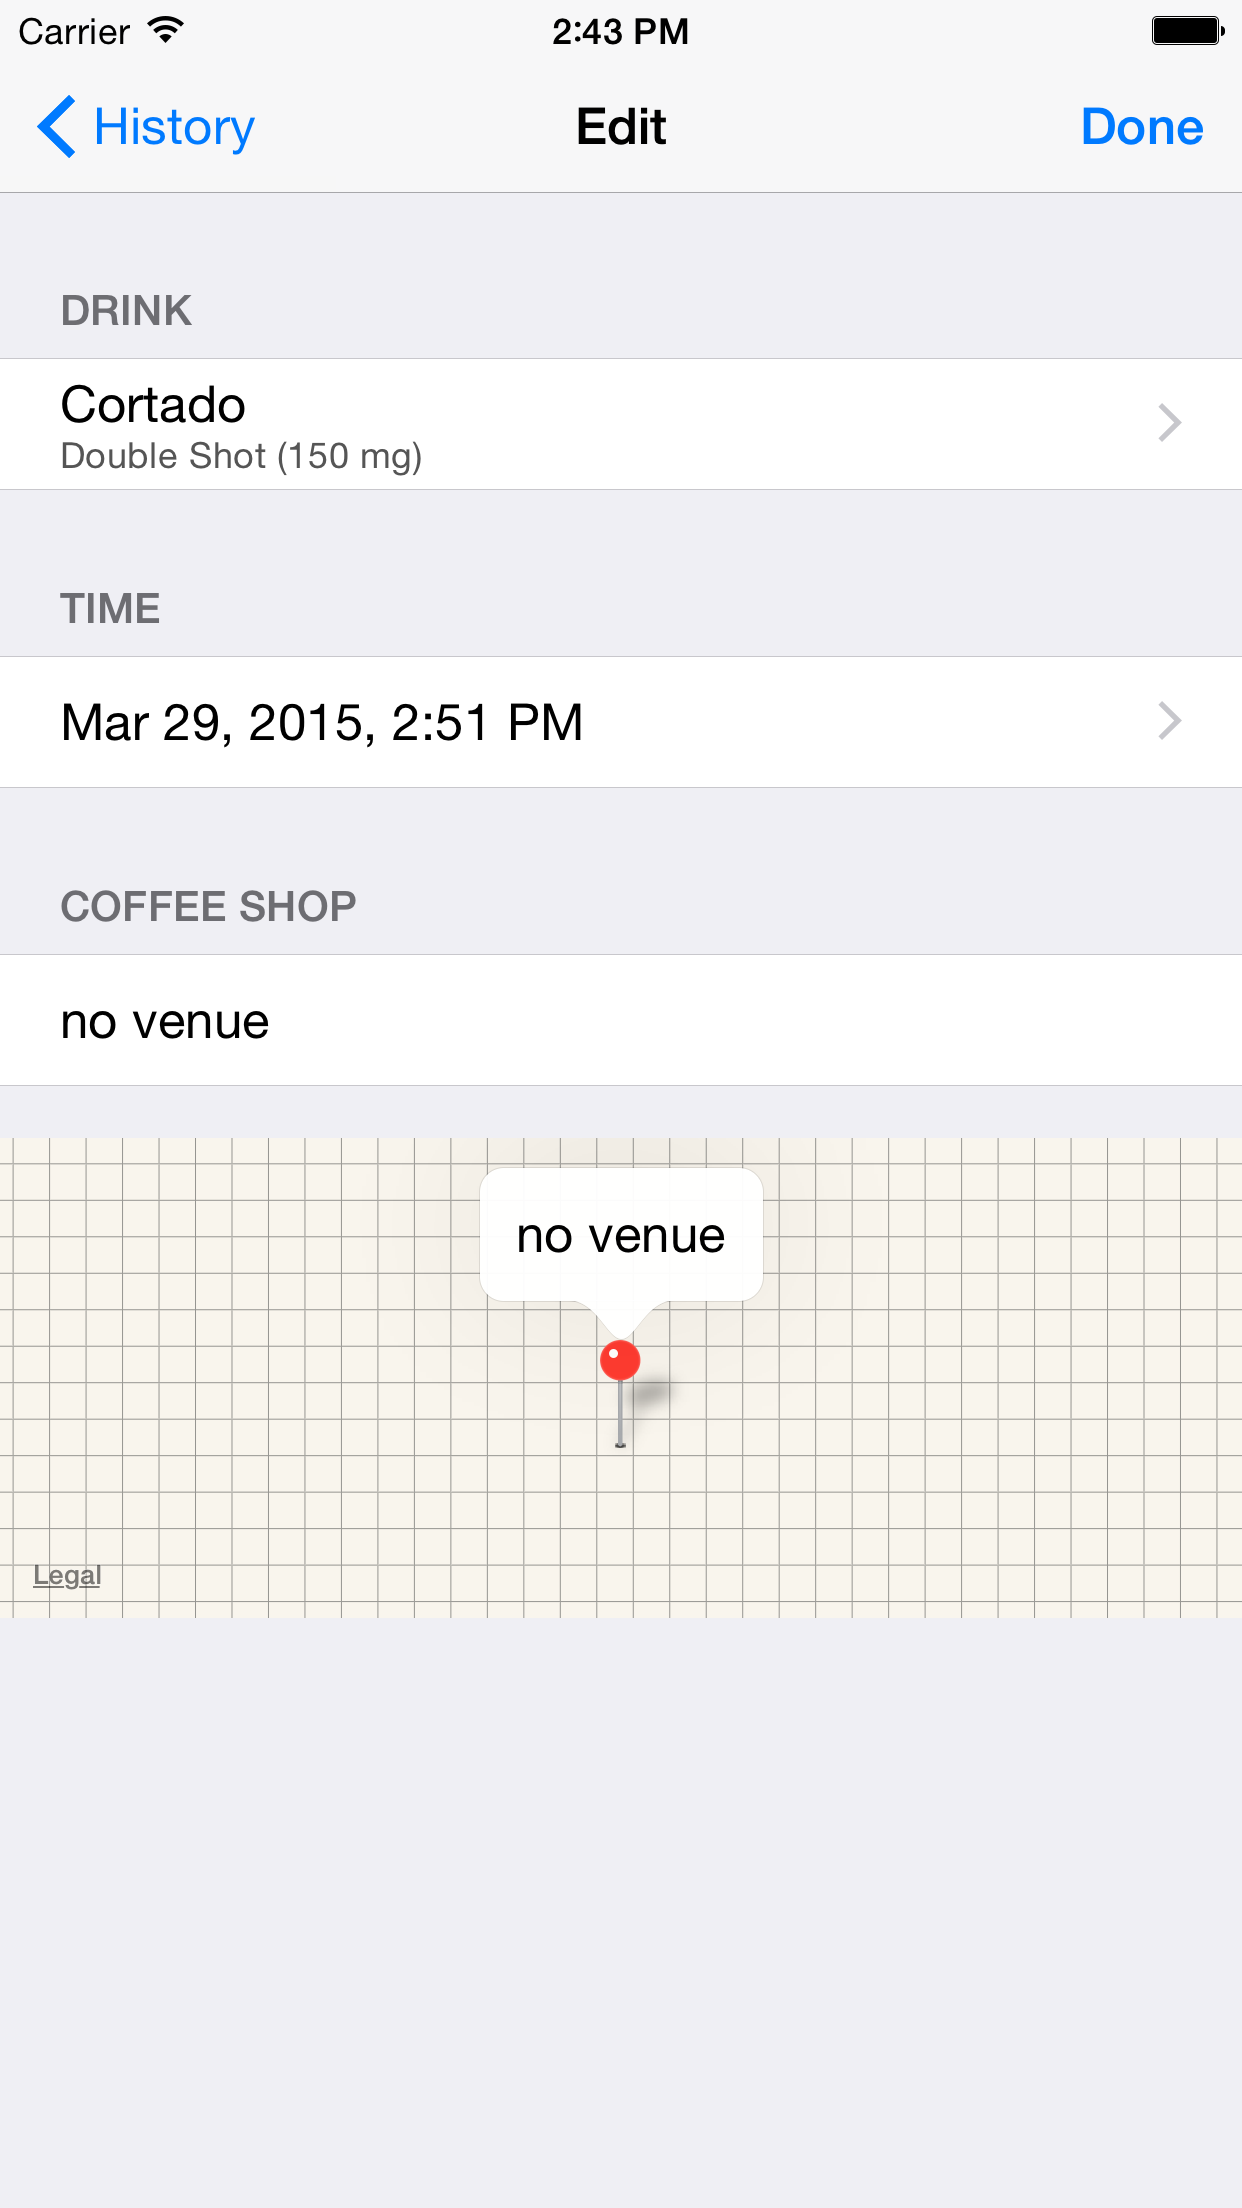 Carrier 2:43 PM
History Edit Done
DRINK
Cortado
Double Shot (150 mg)
TIME
Mar 29, 2015, 2:51 PM
COFFEE SHOP
no venue
no venue
Legal